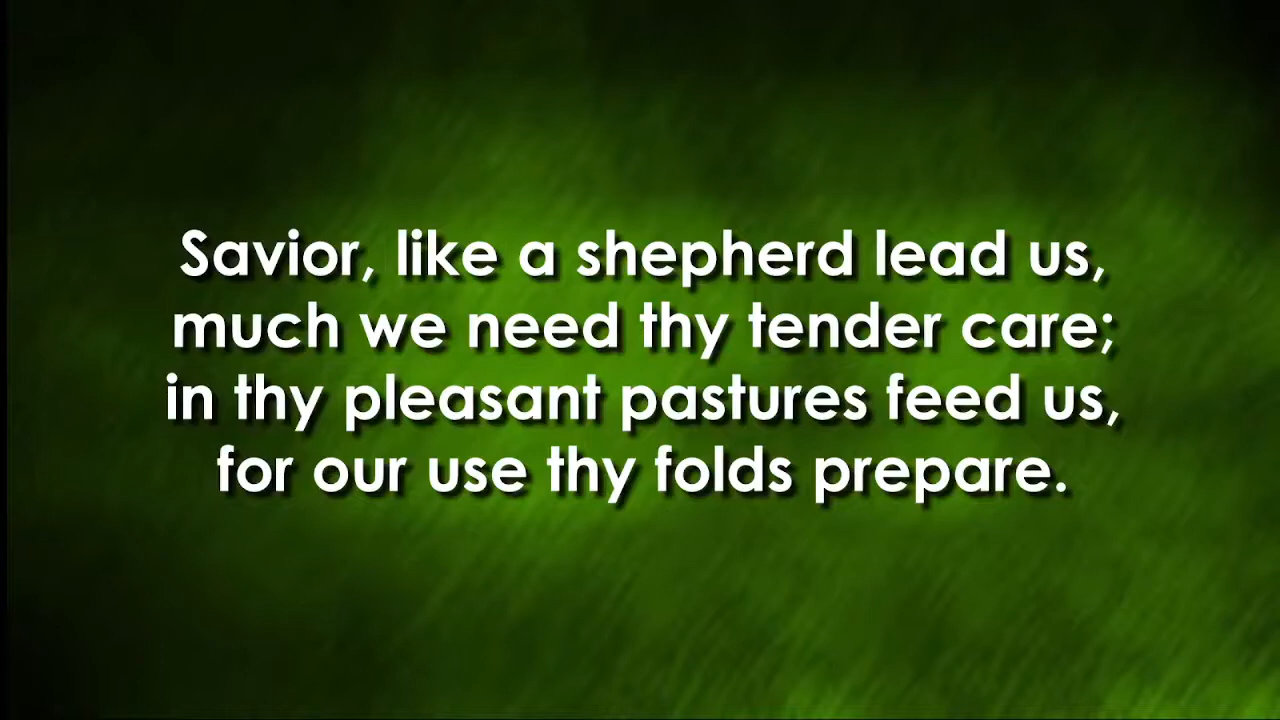 Savior, like a shepherd lead us,
much we need thy tender care;
in thy pleasant pastures feed us,
for our use thy folds prepare.